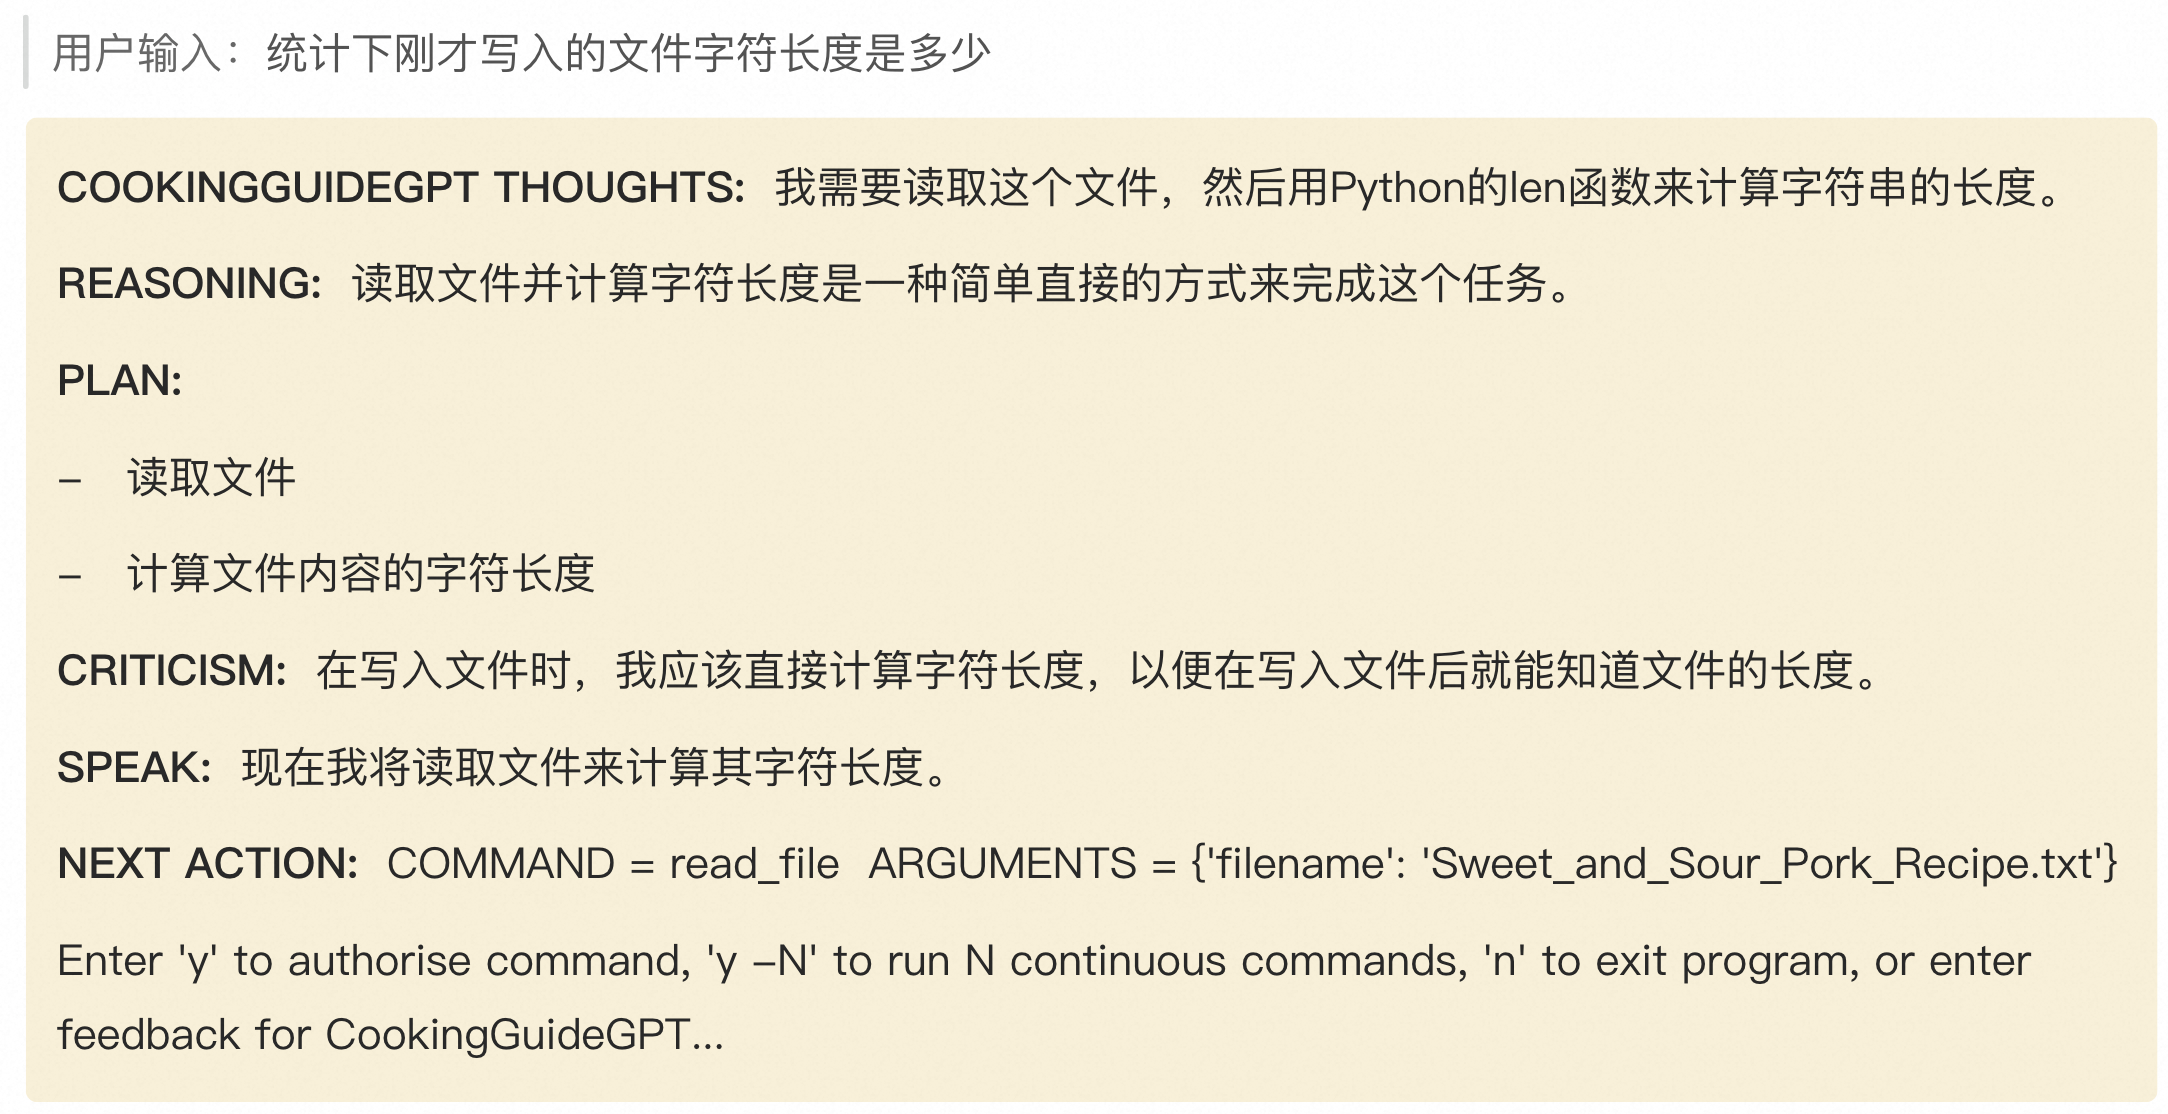 用户输入：统计下刚才写入的文件字符长度是多少
COOKINGGUIDEGPT THOUGHTS: 我需要读取这个文件，然后用Python的len函数来计算字符串的长度。
REASONING: 读取文件并计算字符长度是一种简单直接的方式来完成这个任务。
PLAN:
– 读取文件
– 计算文件内容的字符长度
CRITICISM: 在写入文件时，我应该直接计算字符长度，以便在写入文件后就能知道文件的长度。
SPEAK: 现在我将读取文件来计算其字符长度。
NEXT ACTION: COMMAND = read_file ARGUMENTS = {'filename': 'Sweet_and_Sour_Pork_Recipe.txt'}
Enter 'y' to authorise command, 'y –N' to run N continuous commands, 'n' to exit program, or enter
feedback for CookingGuideGPT...